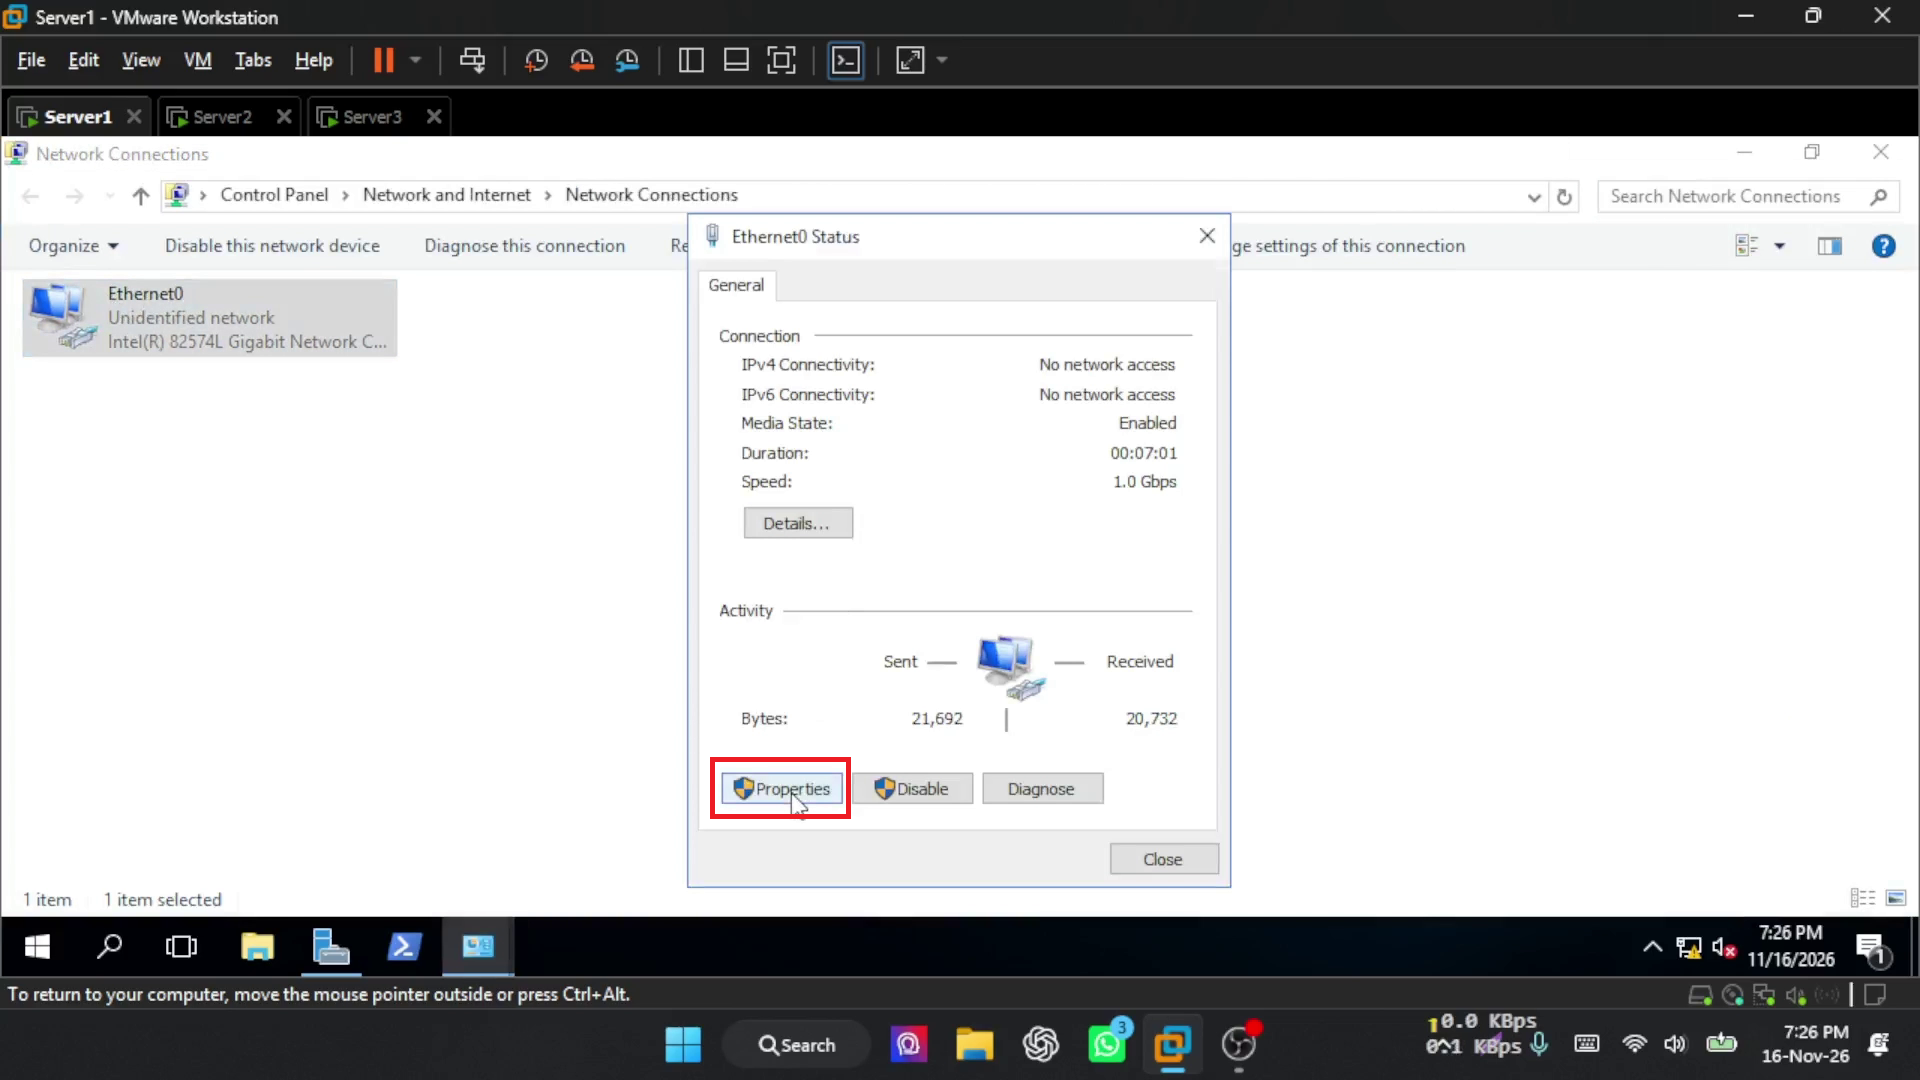 Server1 - VMware Workstation
File Edit View VM Tabs Help
Server1 Server2 Server3
Network Connections
Control Panel Network and Internet Network Connections
Search Network Connections
Organize Disable this network device Diagnose this connection Re ge settings of this connection
Ethernet0
Unidentified network
Intel(R) 82574L Gigabit Network C...
Ethernet0 Status
General
Connection
IPv4 Connectivity: No network access
IPv6 Connectivity: No network access
Media State: Enabled
Duration: 00:07:01
Speed: 1.0 Gbps
Details...
Activity
Sent Received
Bytes: 21,692 20,732
Properties Disable Diagnose
Close
1 item 1 item selected
7:26 PM
11/16/2026
1
To return to your computer, move the mouse pointer outside or press Ctrl+Alt.
Search
3
0.0 KBps
0.1 KBps
7:26 PM
16-Nov-26